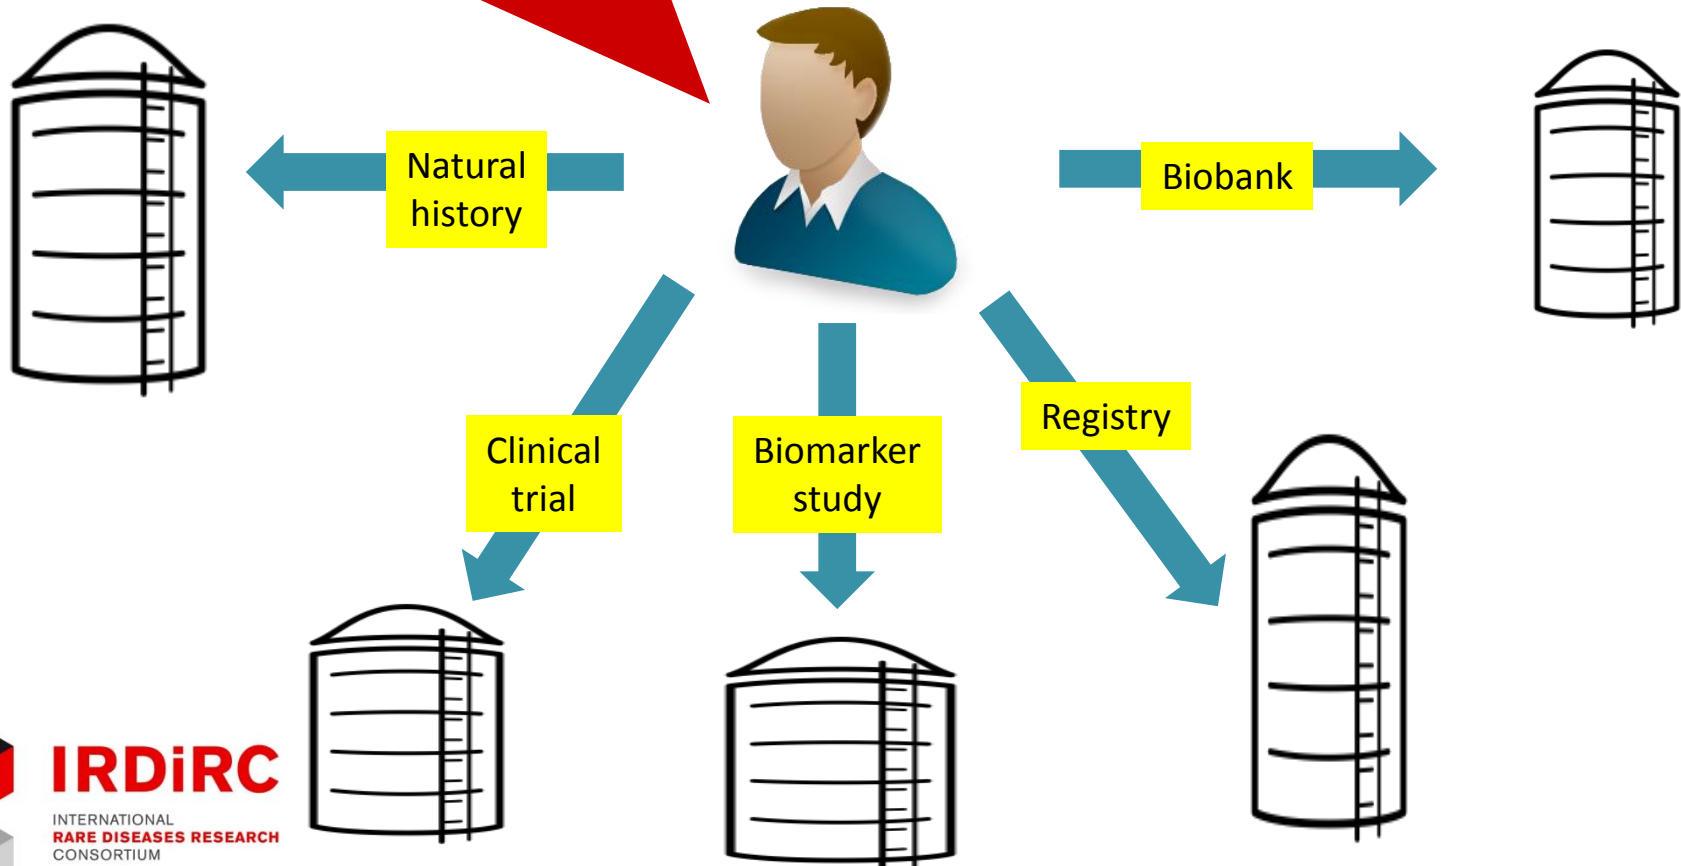 Natural
history
Biobank
Clinical
trial
Biomarker
study
Registry
IRDiRC
INTERNATIONAL
RARE DISEASES RESEARCH
CONSORTIUM